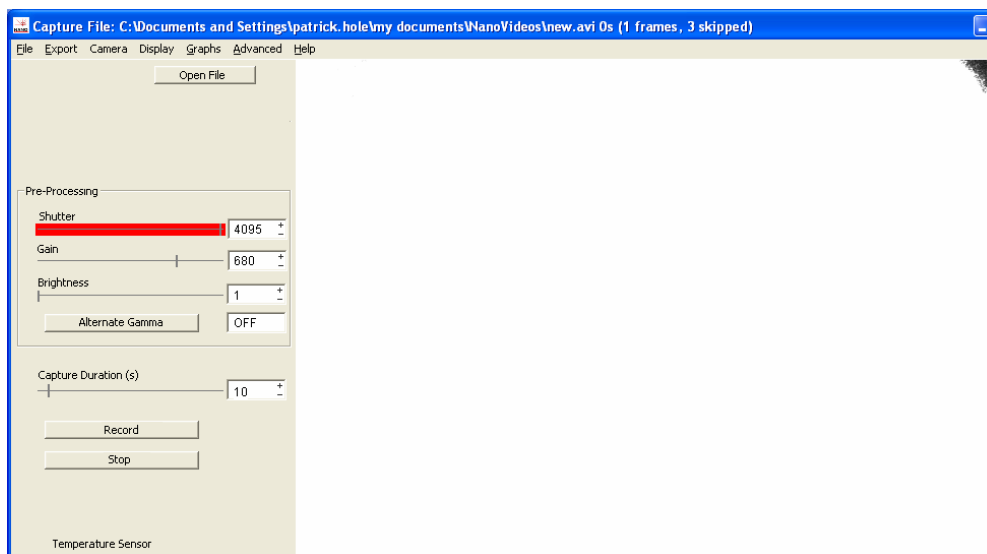 Capture File: C:\Documents and Settings\patrick.hole\my documents\NanoVideos\new.avi 0s (1 frames, 3 skipped)
File Export Camera Display Graphs Advanced Help
Open File
Pre-Processing
Shutter
4095
Gain
680
Brightness
1
Alternate Gamma OFF
Capture Duration (s)
10
Record
Stop
Temperature Sensor